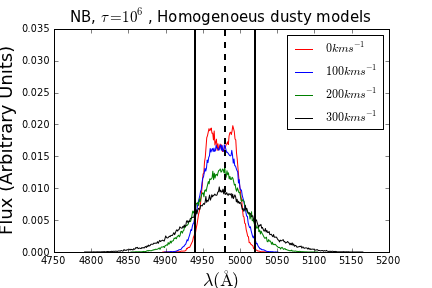 NB, τ=10⁶ , Homogenoeus dusty models
Flux (Arbitrary Units)
0.035
0.030
0.025
0.020
0.015
0.010
0.005
0.000
0kms⁻¹
100kms⁻¹
200kms⁻¹
300kms⁻¹
4750 4800 4850 4900 4950 5000 5050 5100 5150 5200
λ(Å)